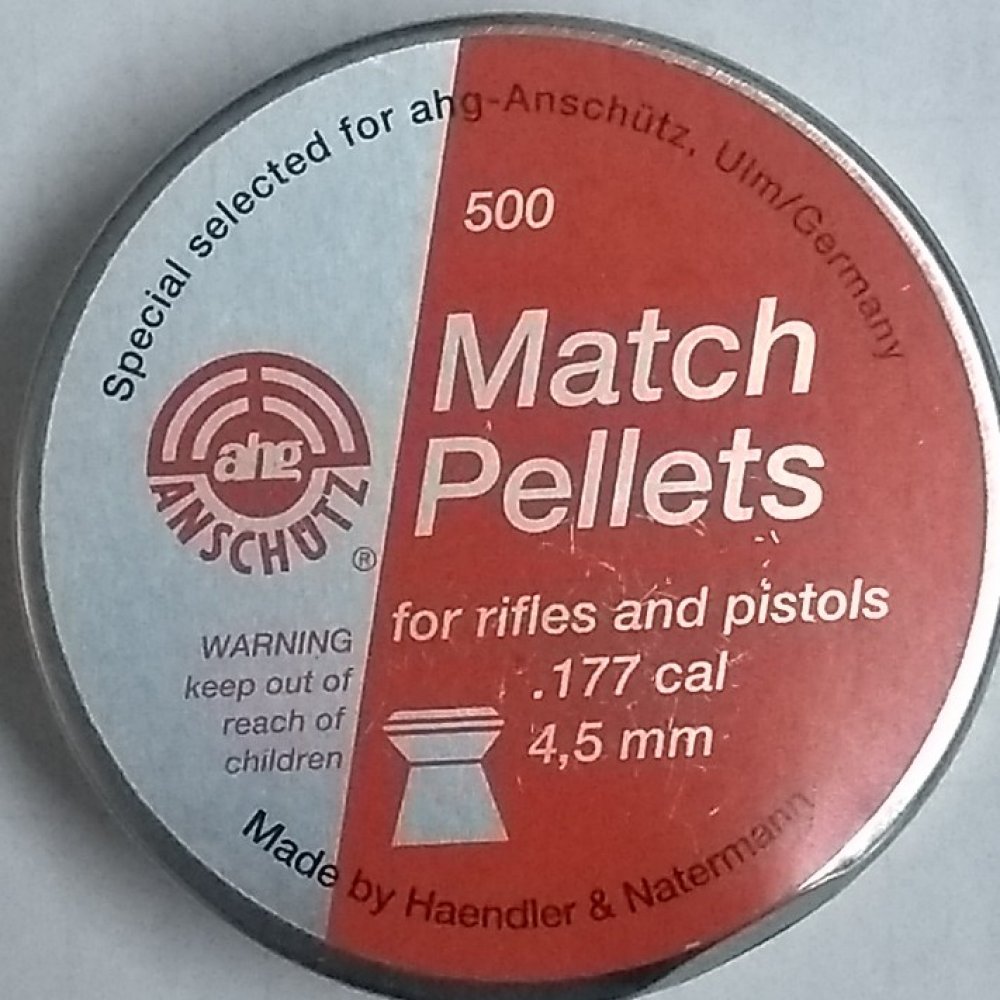 Special selected for ahg-Anschütz, Ulm/Germany
500
Match
Pellets
ahg
ANSCHÜTZ
®
for rifles and pistols
.177 cal
4,5 mm
WARNING
keep out of
reach of
children
Made by Haendler & Natermann